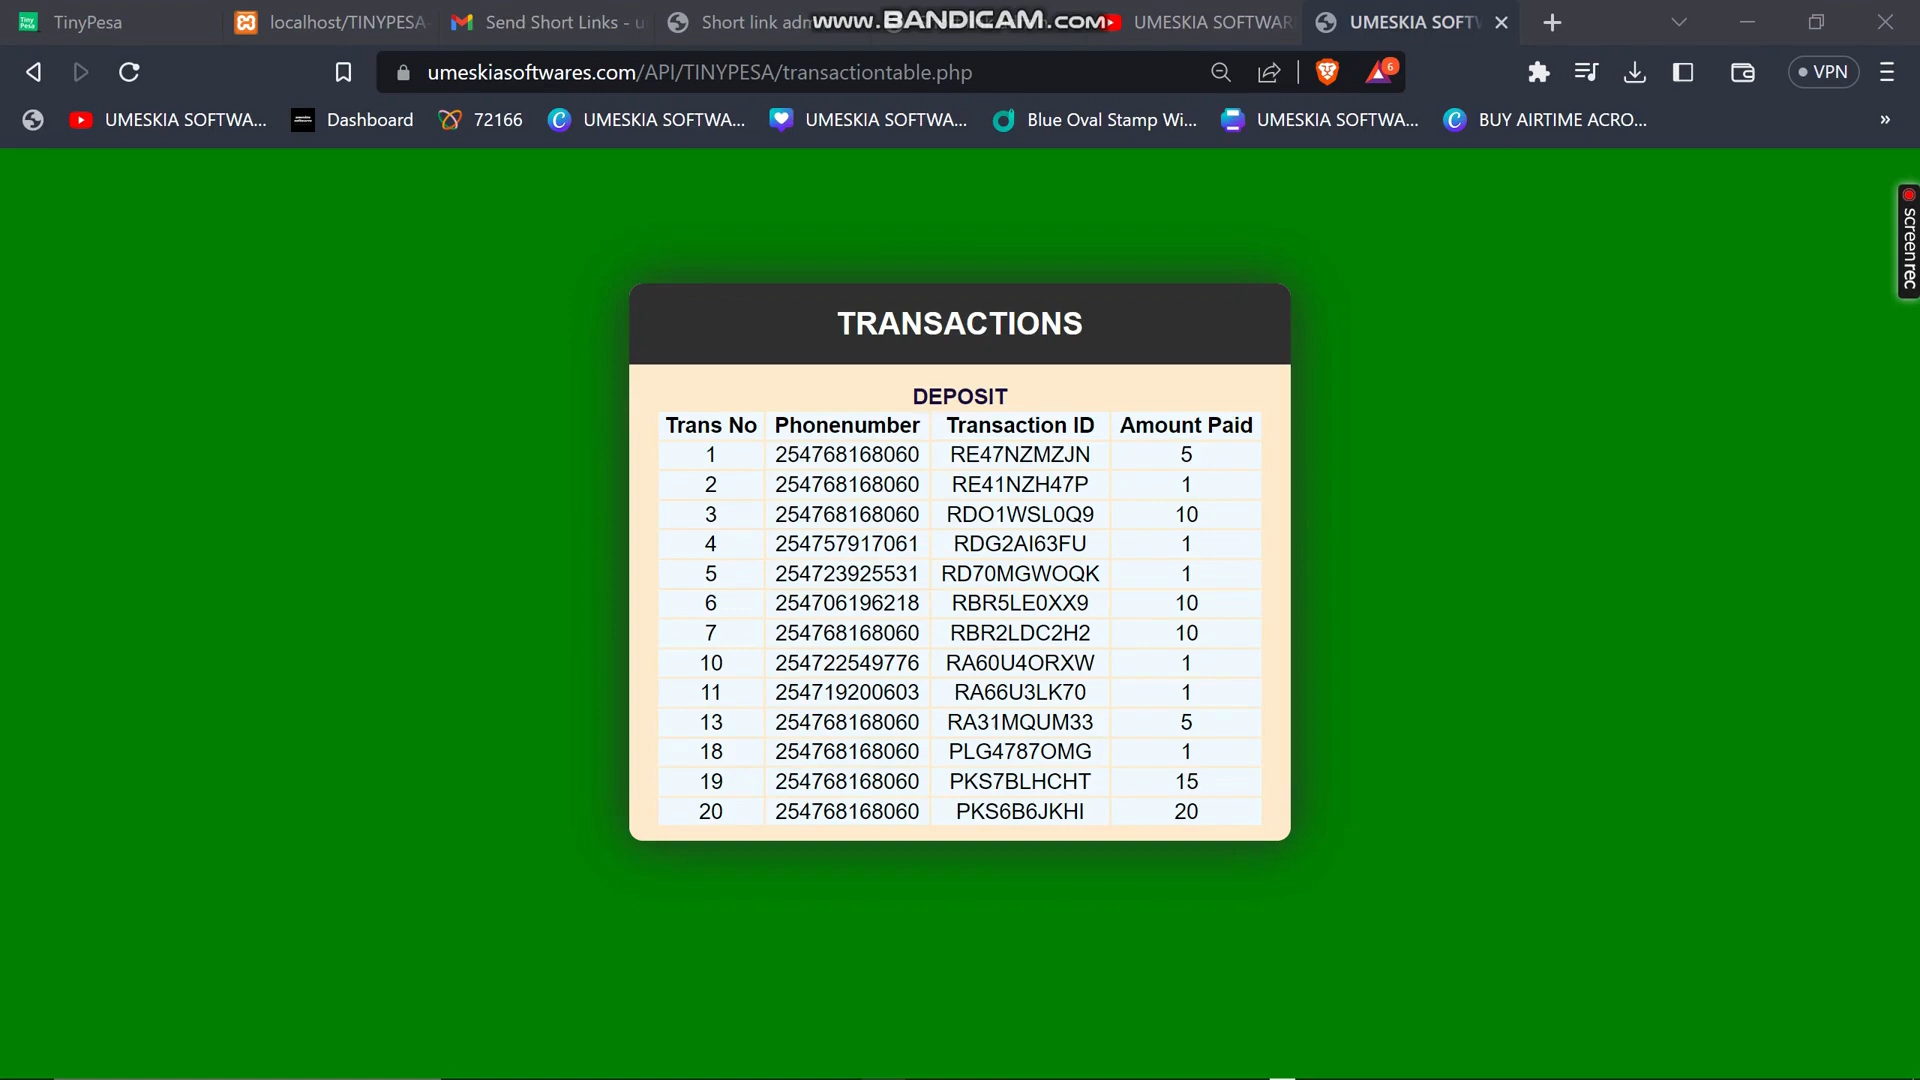 TinyPesa
localhost/TINYPESA
Send Short Links - u
Short link adm
www.BANDICAM.com
UMESKIA SOFTWAR
UMESKIA SOFT
umeskiasoftwares.com/API/TINYPESA/transactiontable.php
6
VPN
UMESKIA SOFTWA...
Dashboard
72166
UMESKIA SOFTWA...
UMESKIA SOFTWA...
Blue Oval Stamp Wi...
UMESKIA SOFTWA...
BUY AIRTIME ACRO...
»
screenrec
TRANSACTIONS
DEPOSIT
Trans No Phonenumber Transaction ID Amount Paid
1 254768168060 RE47NZMZJN 5
2 254768168060 RE41NZH47P 1
3 254768168060 RDO1WSL0Q9 10
4 254757917061 RDG2AI63FU 1
5 254723925531 RD70MGWOQK 1
6 254706196218 RBR5LE0XX9 10
7 254768168060 RBR2LDC2H2 10
10 254722549776 RA60U4ORXW 1
11 254719200603 RA66U3LK70 1
13 254768168060 RA31MQUM33 5
18 254768168060 PLG4787OMG 1
19 254768168060 PKS7BLHCHT 15
20 254768168060 PKS6B6JKHI 20